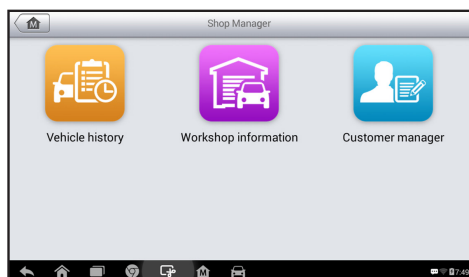 M
Shop Manager
Vehicle history
Workshop information
Customer manager
M
7:49